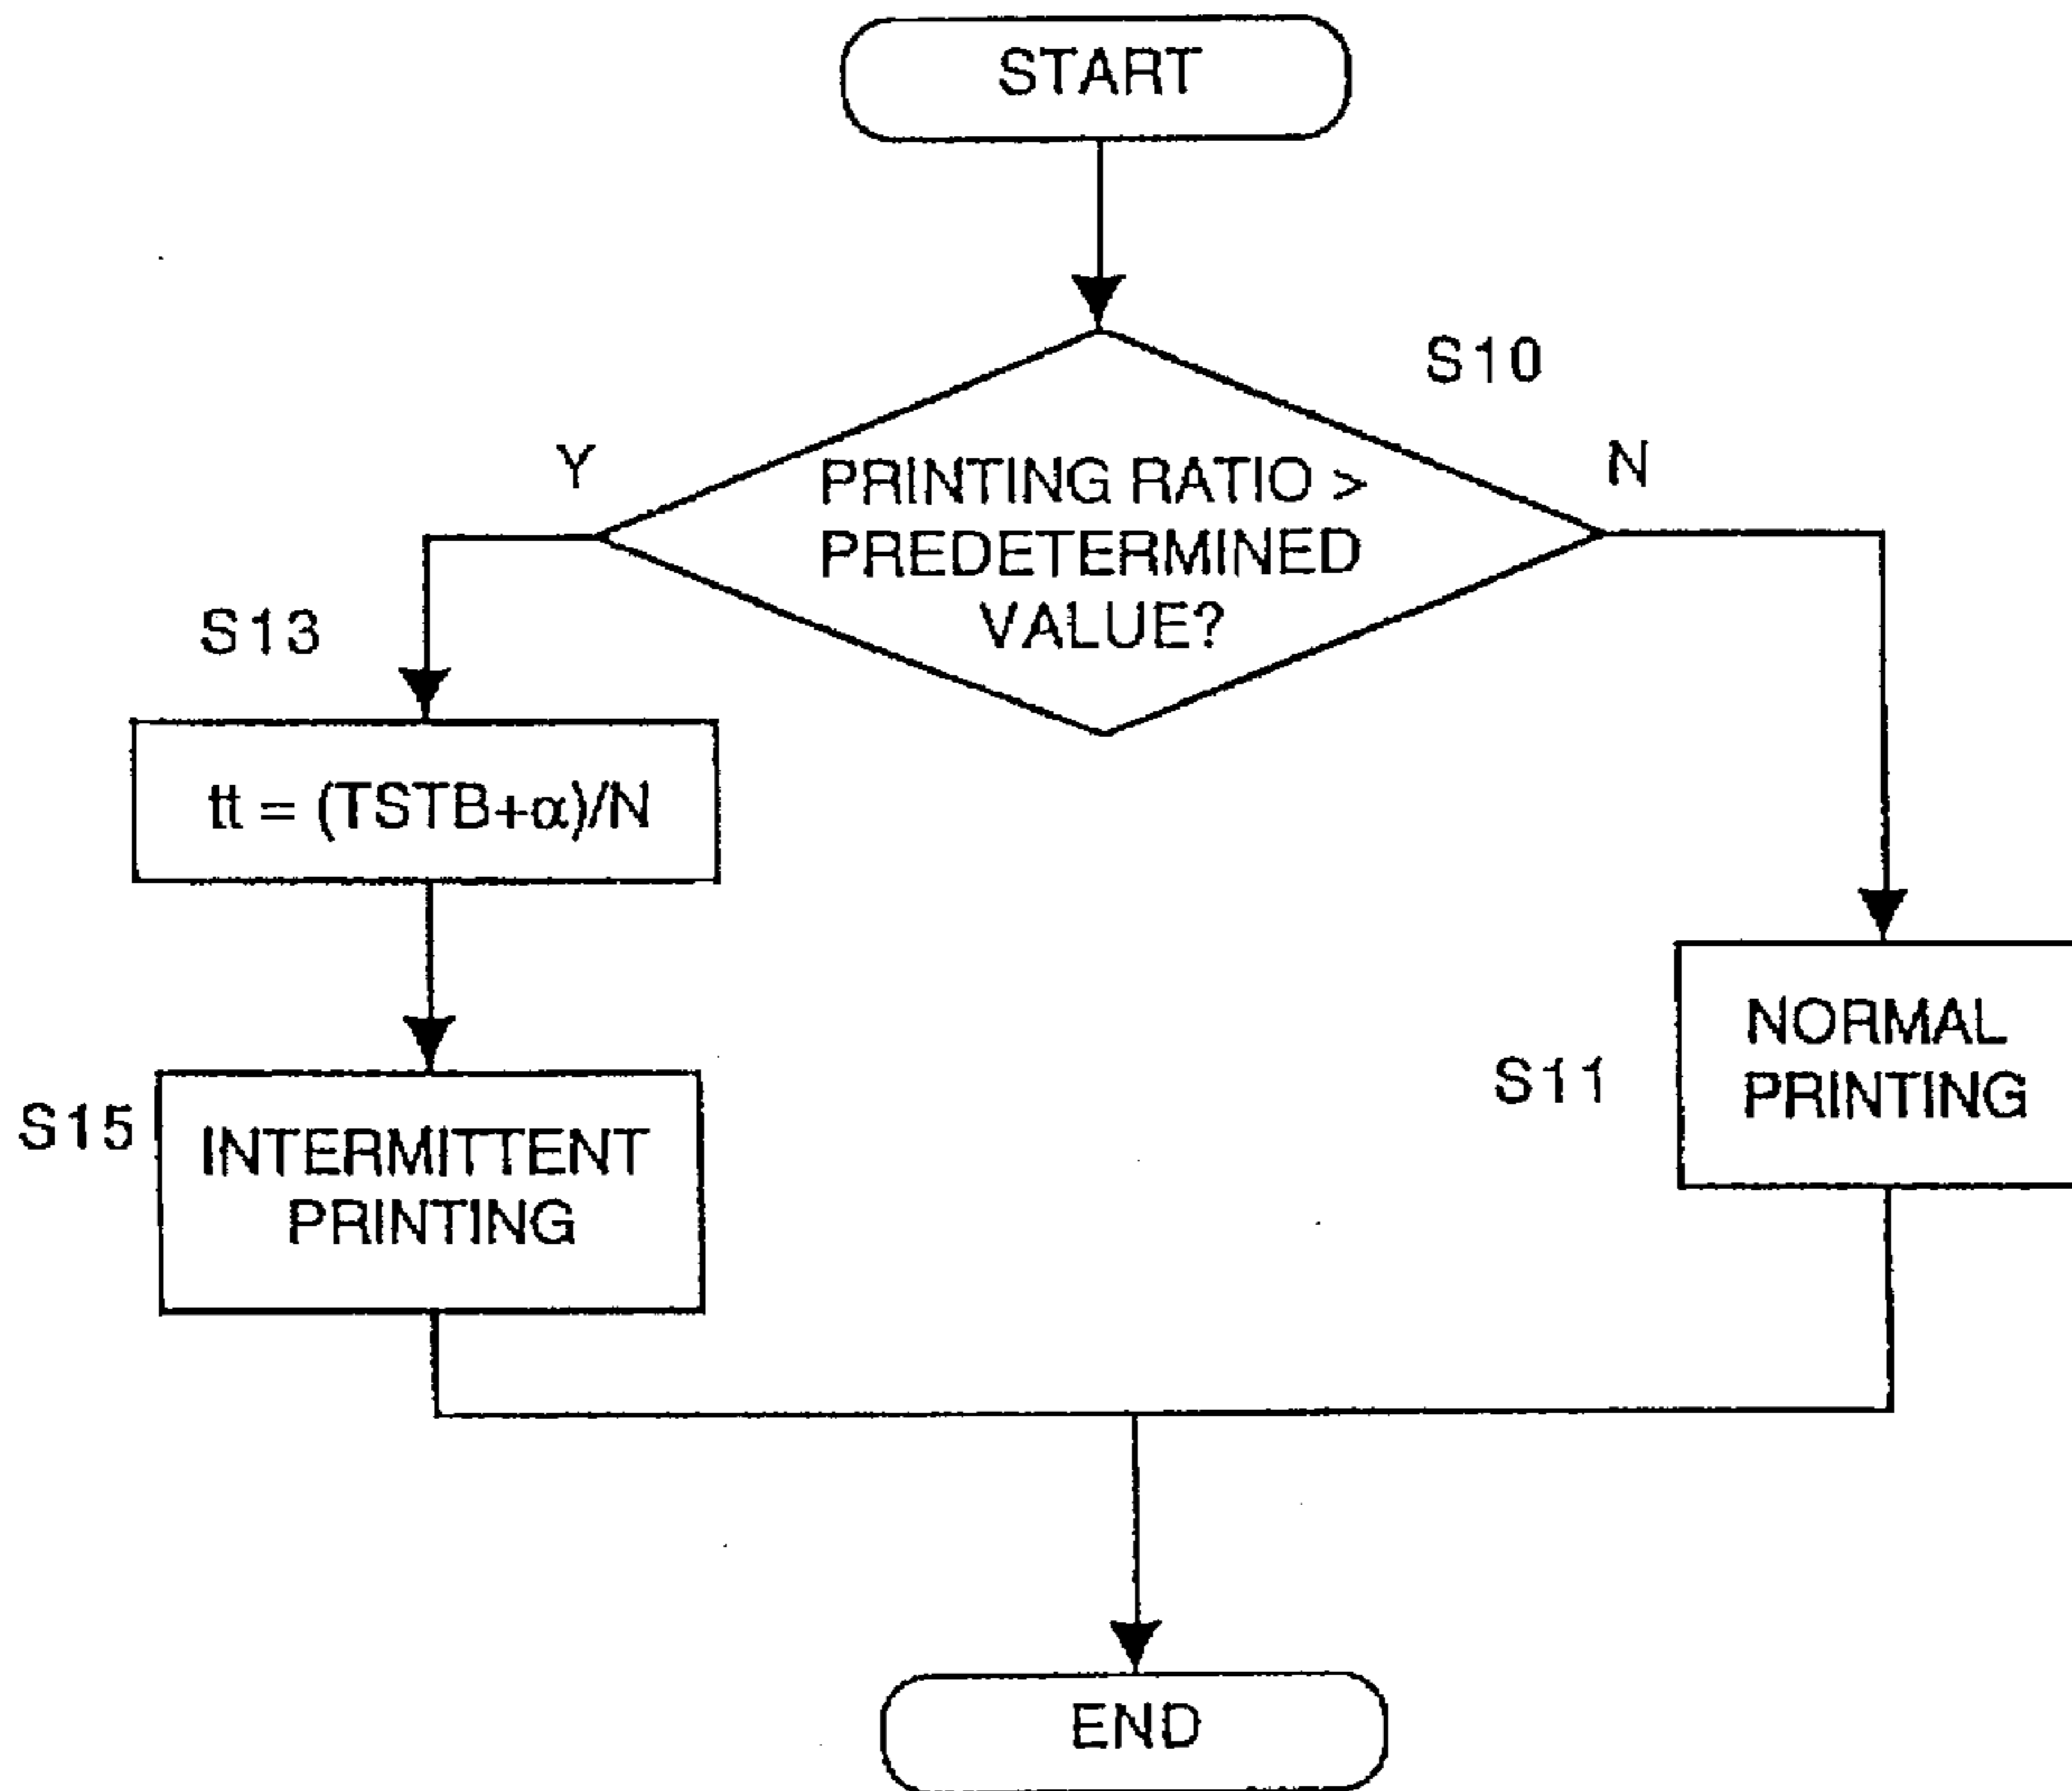 START
S10
Y
N
PRINTING RATIO >
PREDETERMINED
VALUE?
S13
tt = (TSTB+α)/N
S15
INTERMITTENT
PRINTING
S11
NORMAL
PRINTING
END